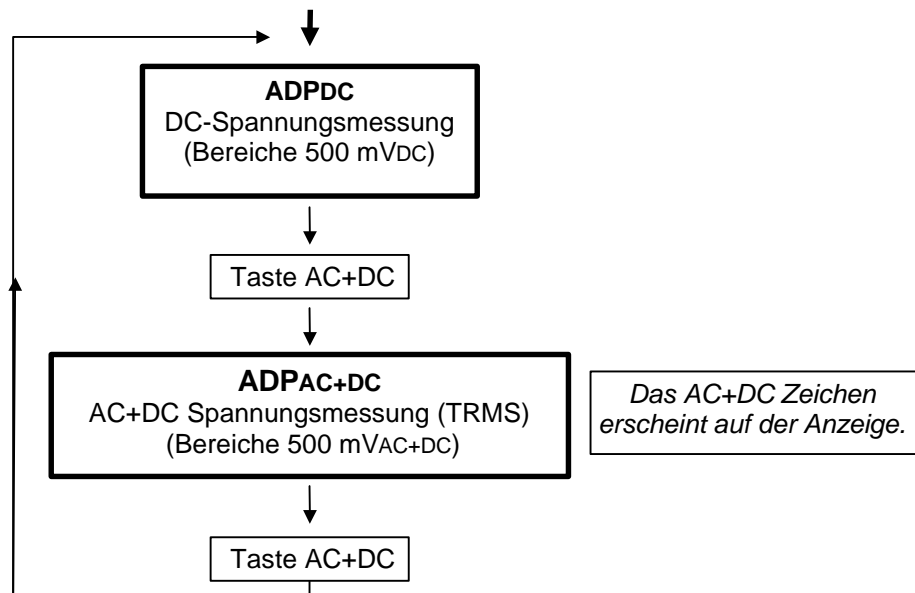 ADPDC
DC-Spannungsmessung
(Bereiche 500 mVDC)
Taste AC+DC
ADPAC+DC
AC+DC Spannungsmessung (TRMS)
(Bereiche 500 mVAC+DC)
Das AC+DC Zeichen
erscheint auf der Anzeige.
Taste AC+DC